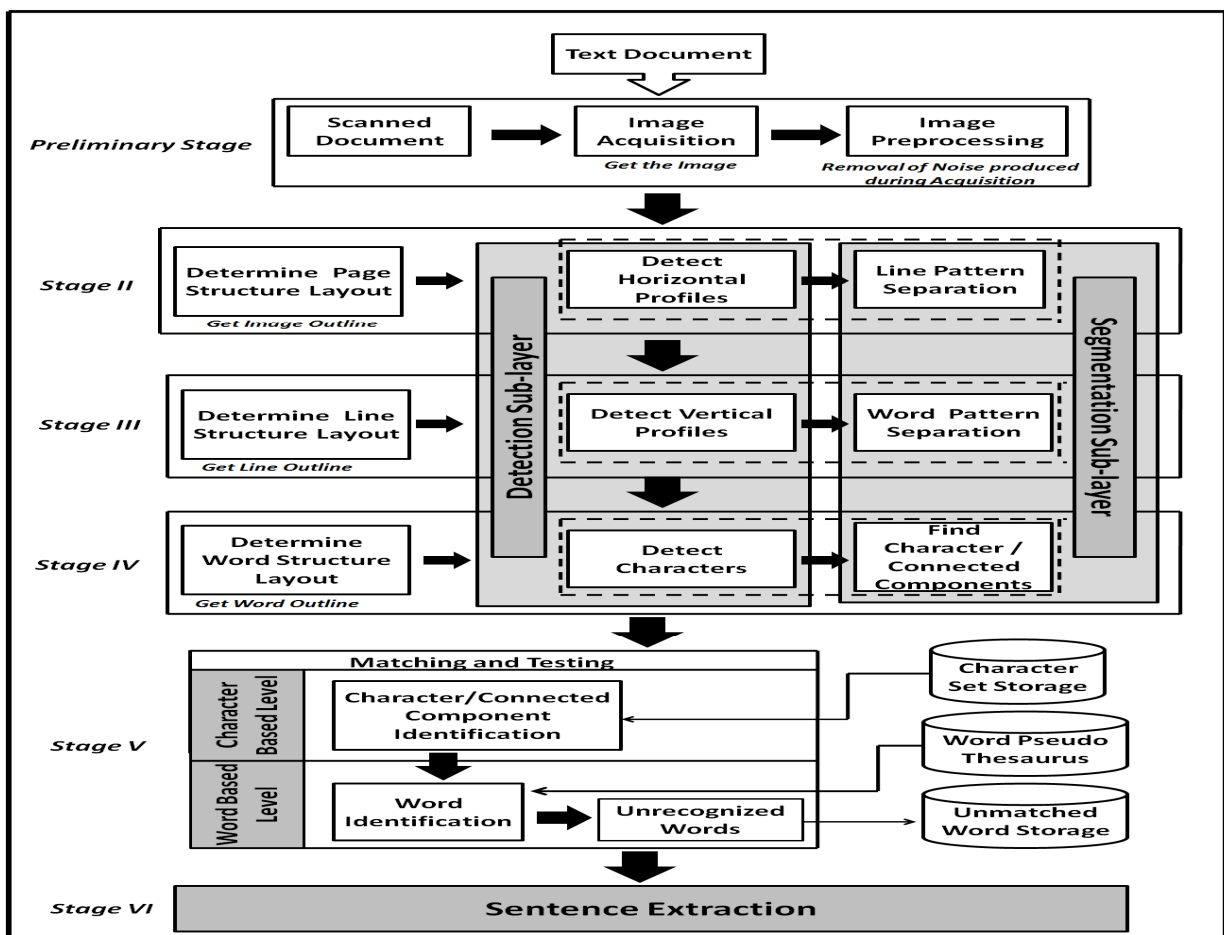 Text Document
Preliminary Stage
Scanned
Document
Image
Acquisition
Get the Image
Image
Preprocessing
Removal of Noise produced
during Acquisition
Stage II
Determine Page
Structure Layout
Get Image Outline
Detection Sub-layer
Detect
Horizontal
Profiles
Line Pattern
Separation
Segmentation Sub-layer
Stage III
Determine Line
Structure Layout
Get Line Outline
Detect Vertical
Profiles
Word Pattern
Separation
Stage IV
Determine
Word Structure
Layout
Get Word Outline
Detect
Characters
Find
Character /
Connected
Components
Stage V
Matching and Testing
Character
Based Level
Character/Connected
Component
Identification
Character
Set Storage
Word Pseudo
Thesaurus
Word Based
Level
Word
Identification
Unrecognized
Words
Unmatched
Word Storage
Stage VI
Sentence Extraction